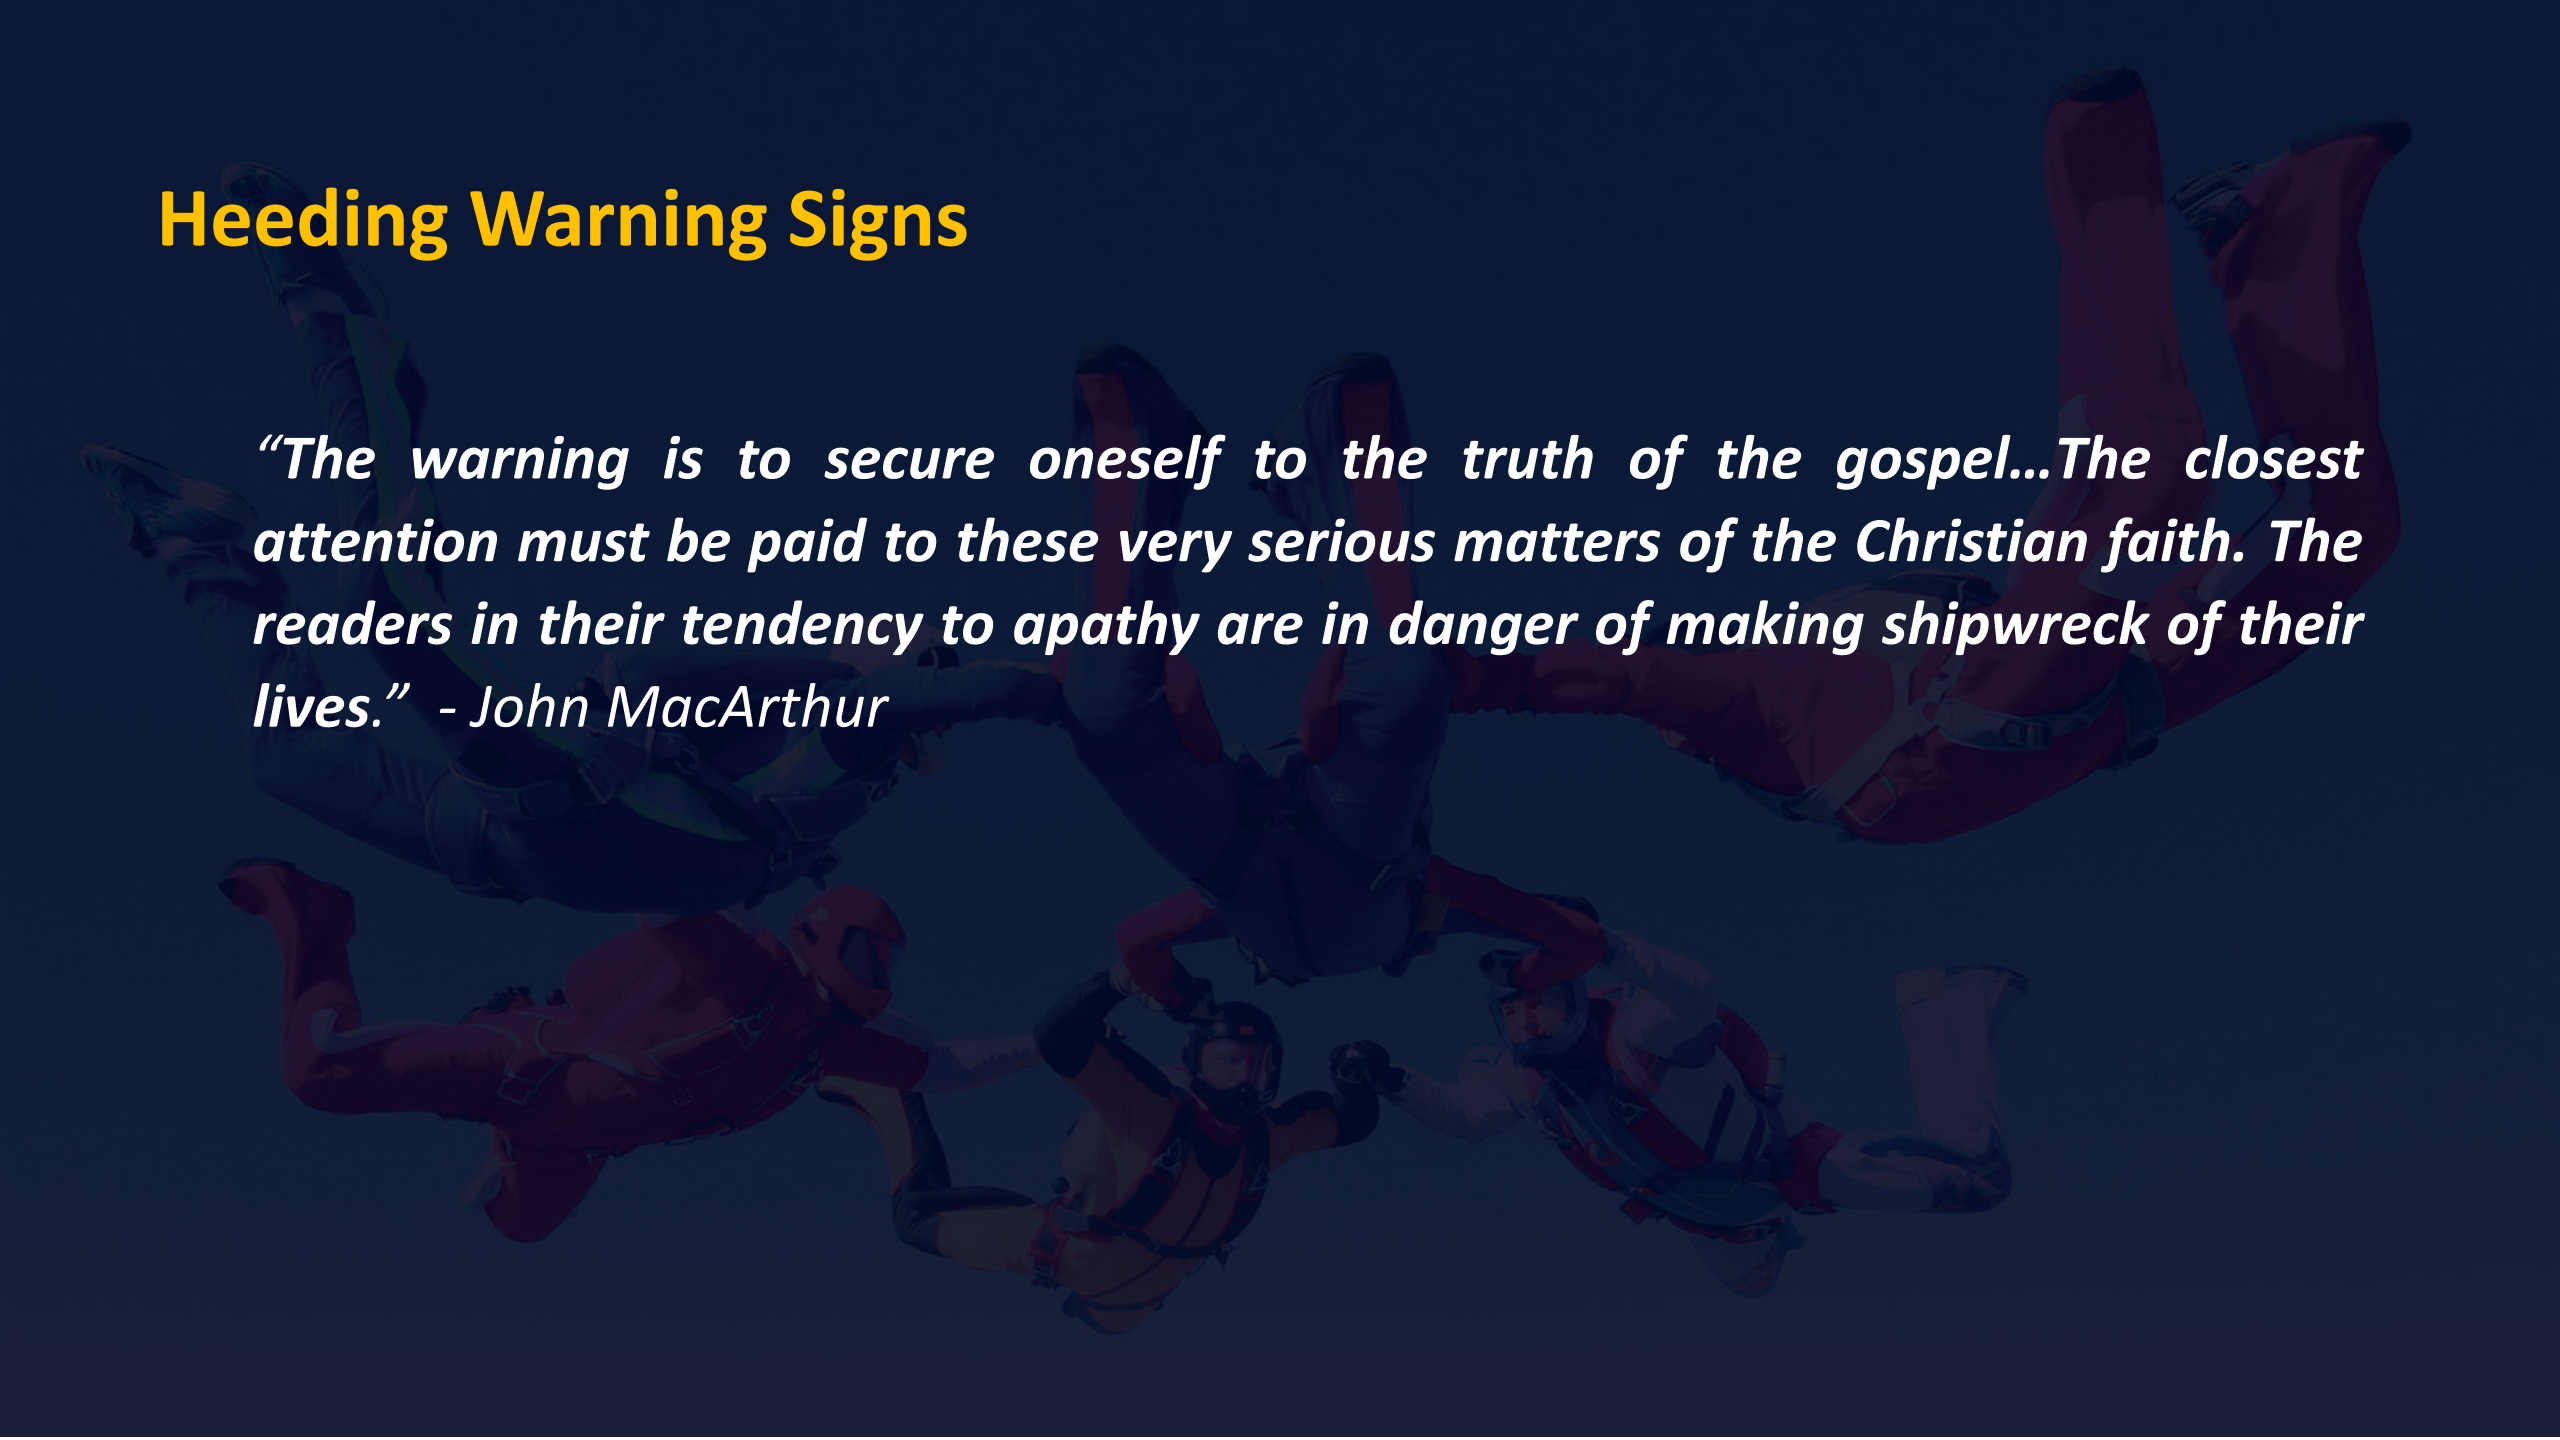 Heeding Warning Signs
“The warning is to secure oneself to the truth of the gospel…The closest
attention must be paid to these very serious matters of the Christian faith. The
readers in their tendency to apathy are in danger of making shipwreck of their
lives.”  - John MacArthur